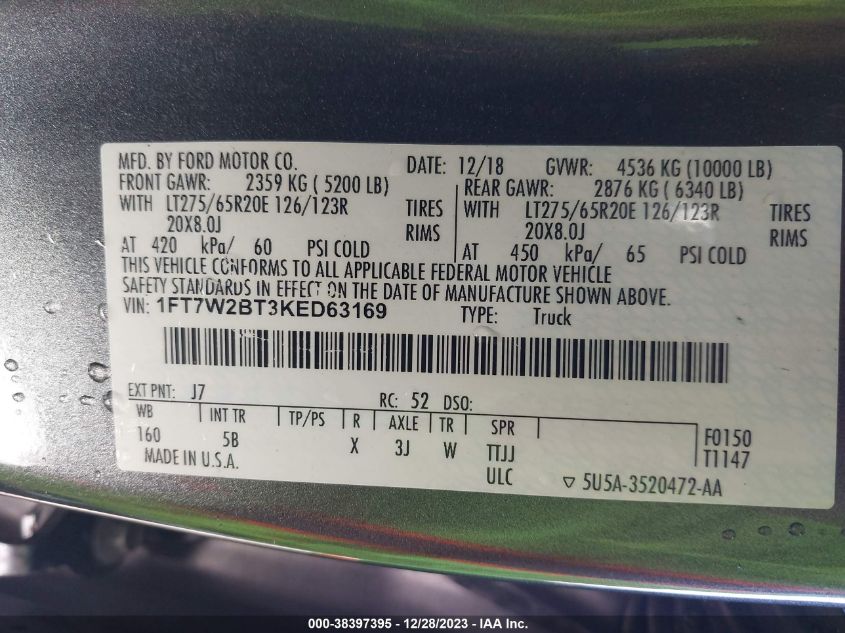 MFD. BY FORD MOTOR CO. DATE: 12/18 GVWR: 4536 KG (10000 LB)
FRONT GAWR: 2359 KG ( 5200 LB) REAR GAWR: 2876 KG ( 6340 LB)
WITH LT275/65R20E 126/123R TIRES WITH LT275/65R20E 126/123R TIRES
20X8.0J RIMS 20X8.0J RIMS
AT 420 kPa/ 60 PSI COLD AT 450 kPa/ 65 PSI COLD
THIS VEHICLE CONFORMS TO ALL APPLICABLE FEDERAL MOTOR VEHICLE
SAFETY STANDARDS IN EFFECT ON THE DATE OF MANUFACTURE SHOWN ABOVE.
VIN: 1FT7W2BT3KED63169 TYPE: Truck
EXT PNT: J7 RC: 52 DSO:
WB INT TR TP/PS R AXLE TR SPR F0150
160 5B X 3J W TTJJ T1147
MADE IN U.S.A. ULC ▽ 5U5A-3520472-AA
000-38397395 - 12/28/2023 - IAA Inc.